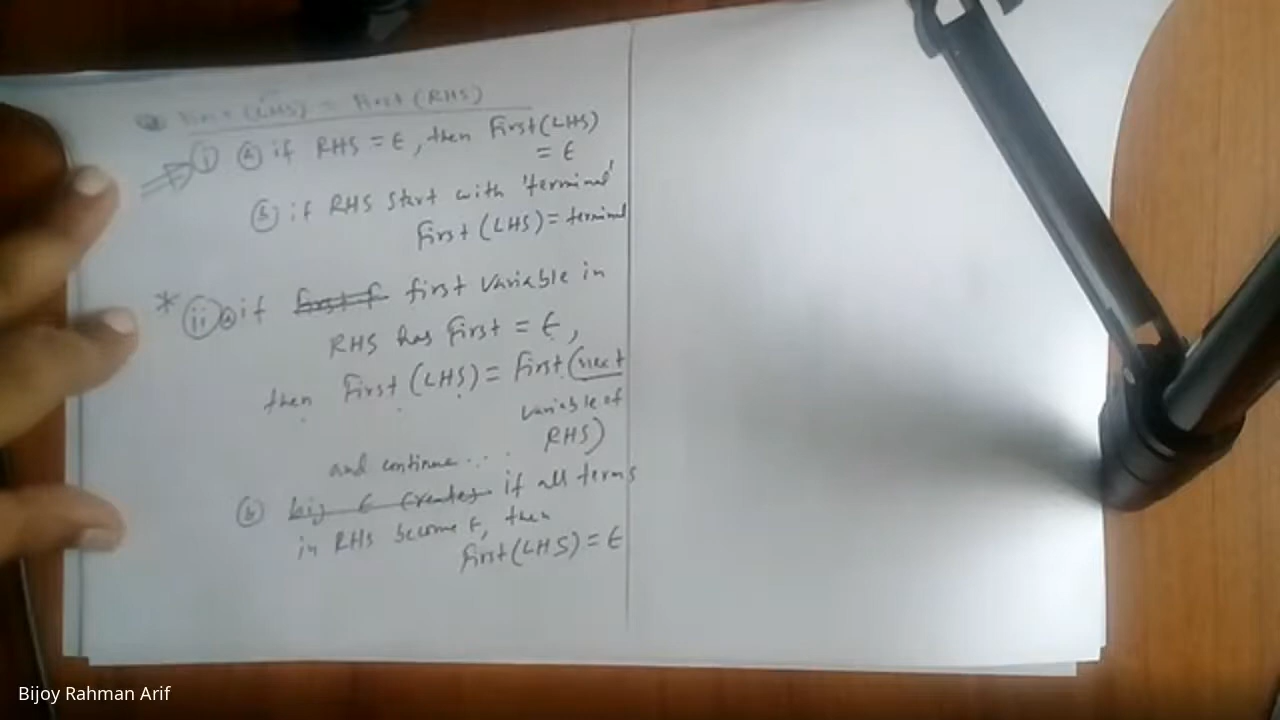 First (LHS) = First (RHS)
i a if RHS = ε, then First(LHS)
= ε
b if RHS start with 'terminal'
First (LHS) = terminal
* ii a if first variable in
RHS has First = ε,
then First (LHS) = First (next
variable of
RHS)
and continue...
b if all terms
in RHS become ε, then
First(LHS) = ε
Bijoy Rahman Arif